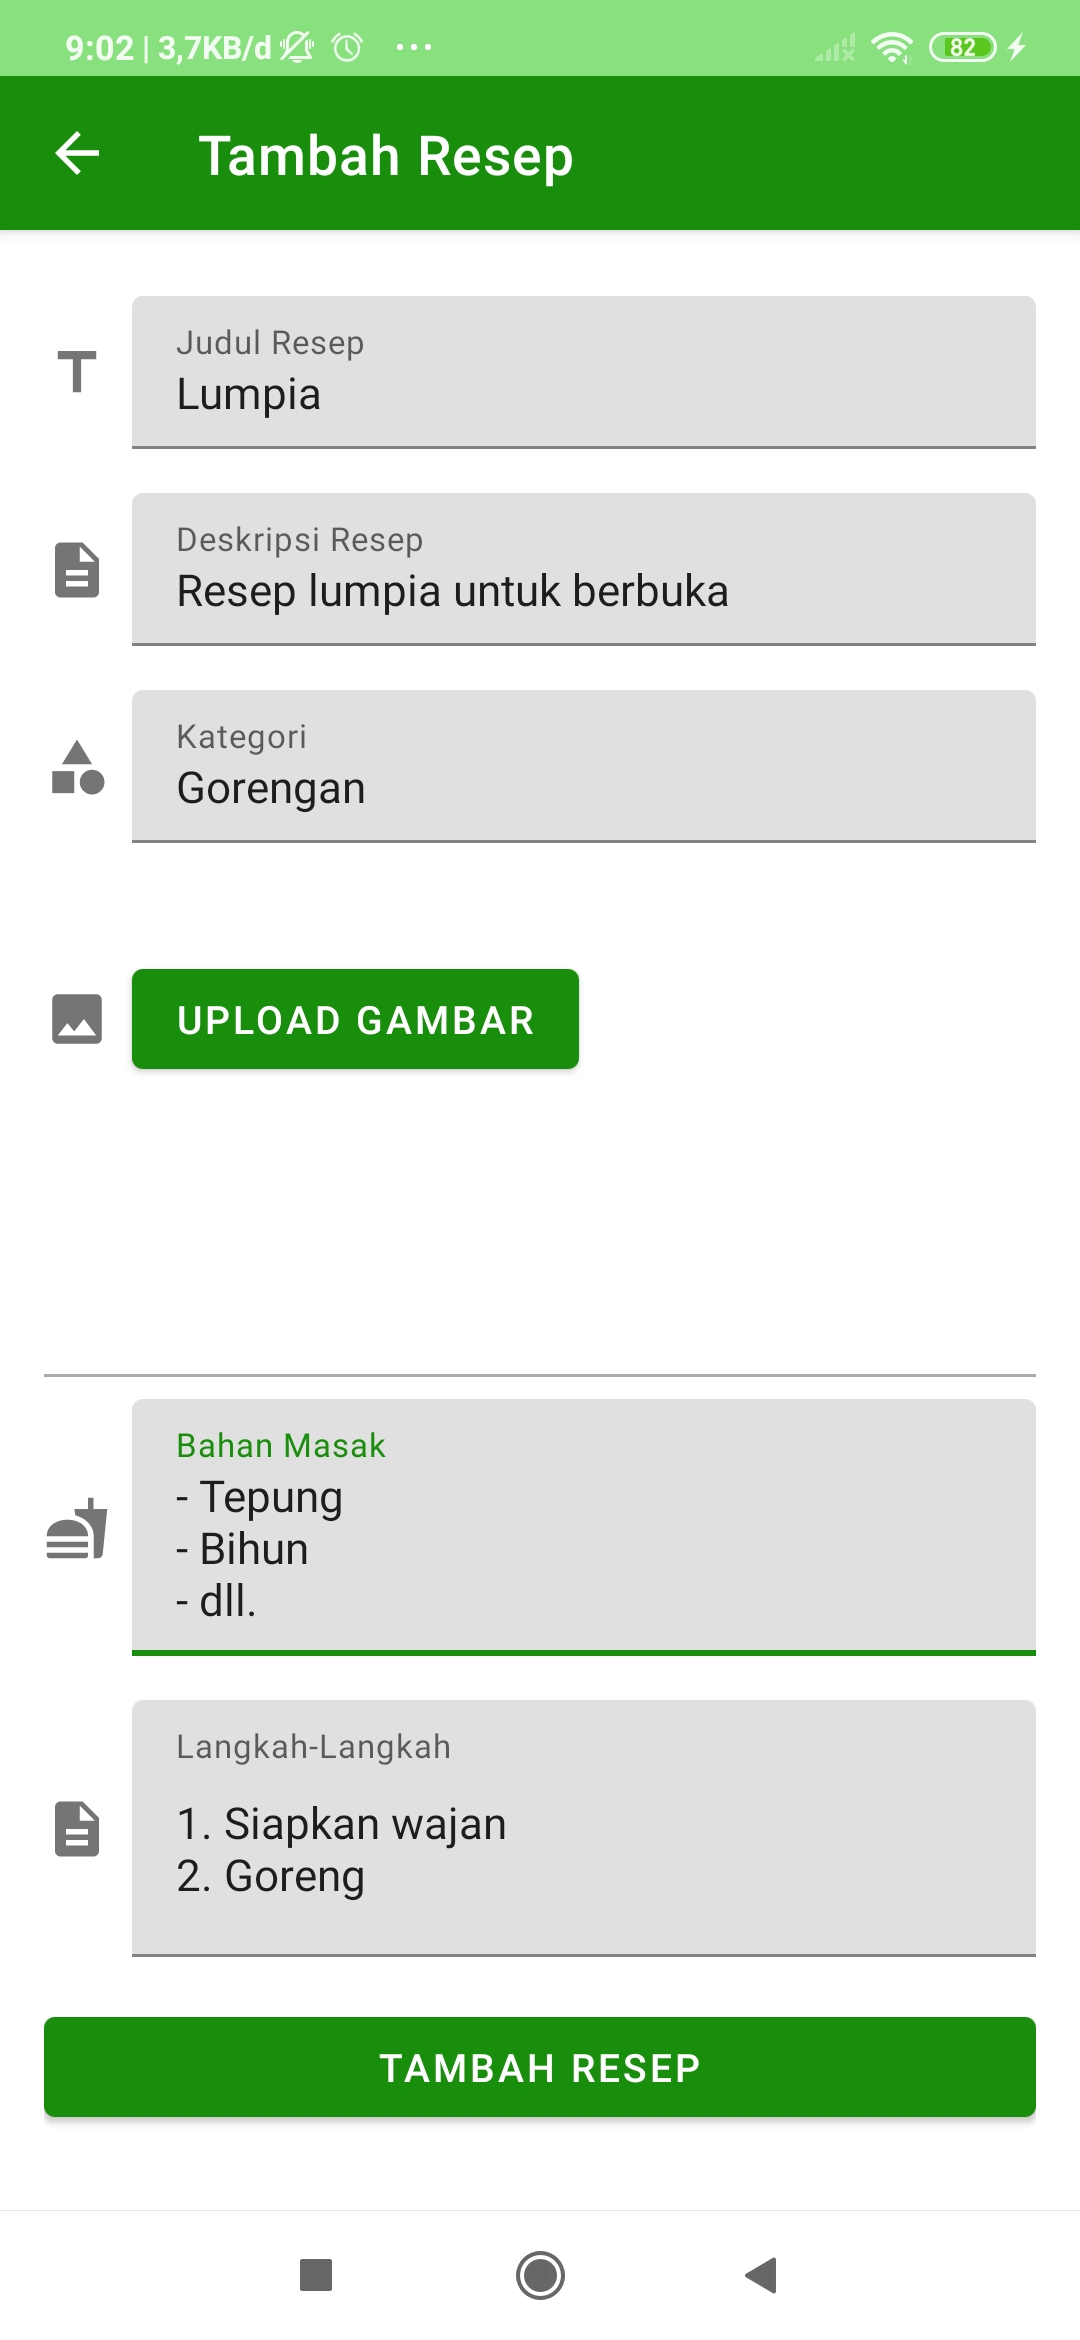 9:02 | 3,7KB/d
82
Tambah Resep
Judul Resep
Lumpia
Deskripsi Resep
Resep lumpia untuk berbuka
Kategori
Gorengan
UPLOAD GAMBAR
Bahan Masak
- Tepung
- Bihun
- dll.
Langkah-Langkah
1. Siapkan wajan
2. Goreng
TAMBAH RESEP